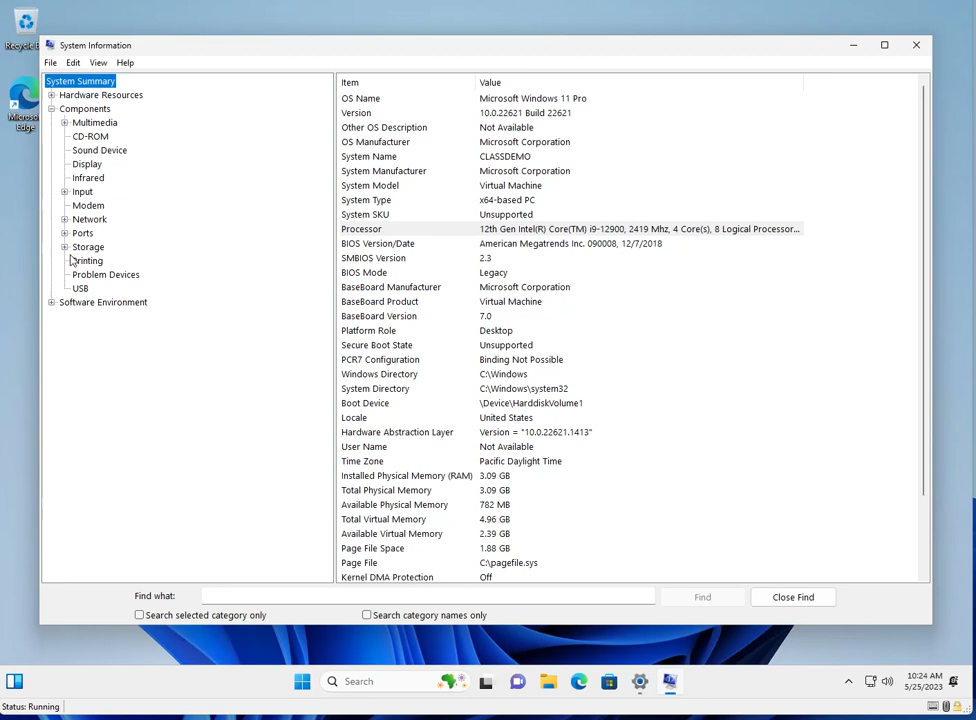 Recycle
Microso
Edge
System Information
File Edit View Help
System Summary
Hardware Resources
Components
Multimedia
CD-ROM
Sound Device
Display
Infrared
Input
Modem
Network
Ports
Storage
Printing
Problem Devices
USB
Software Environment
Item Value
OS Name Microsoft Windows 11 Pro
Version 10.0.22621 Build 22621
Other OS Description Not Available
OS Manufacturer Microsoft Corporation
System Name CLASSDEMO
System Manufacturer Microsoft Corporation
System Model Virtual Machine
System Type x64-based PC
System SKU Unsupported
Processor 12th Gen Intel(R) Core(TM) i9-12900, 2419 Mhz, 4 Core(s), 8 Logical Processor...
BIOS Version/Date American Megatrends Inc. 090008, 12/7/2018
SMBIOS Version 2.3
BIOS Mode Legacy
BaseBoard Manufacturer Microsoft Corporation
BaseBoard Product Virtual Machine
BaseBoard Version 7.0
Platform Role Desktop
Secure Boot State Unsupported
PCR7 Configuration Binding Not Possible
Windows Directory C:\Windows
System Directory C:\Windows\system32
Boot Device \Device\HarddiskVolume1
Locale United States
Hardware Abstraction Layer Version = "10.0.22621.1413"
User Name Not Available
Time Zone Pacific Daylight Time
Installed Physical Memory (RAM) 3.09 GB
Total Physical Memory 3.09 GB
Available Physical Memory 782 MB
Total Virtual Memory 4.96 GB
Available Virtual Memory 2.39 GB
Page File Space 1.88 GB
Page File C:\pagefile.sys
Kernel DMA Protection Off
Find what: Find Close Find
Search selected category only Search category names only
Search
10:24 AM
5/25/2023
Status: Running